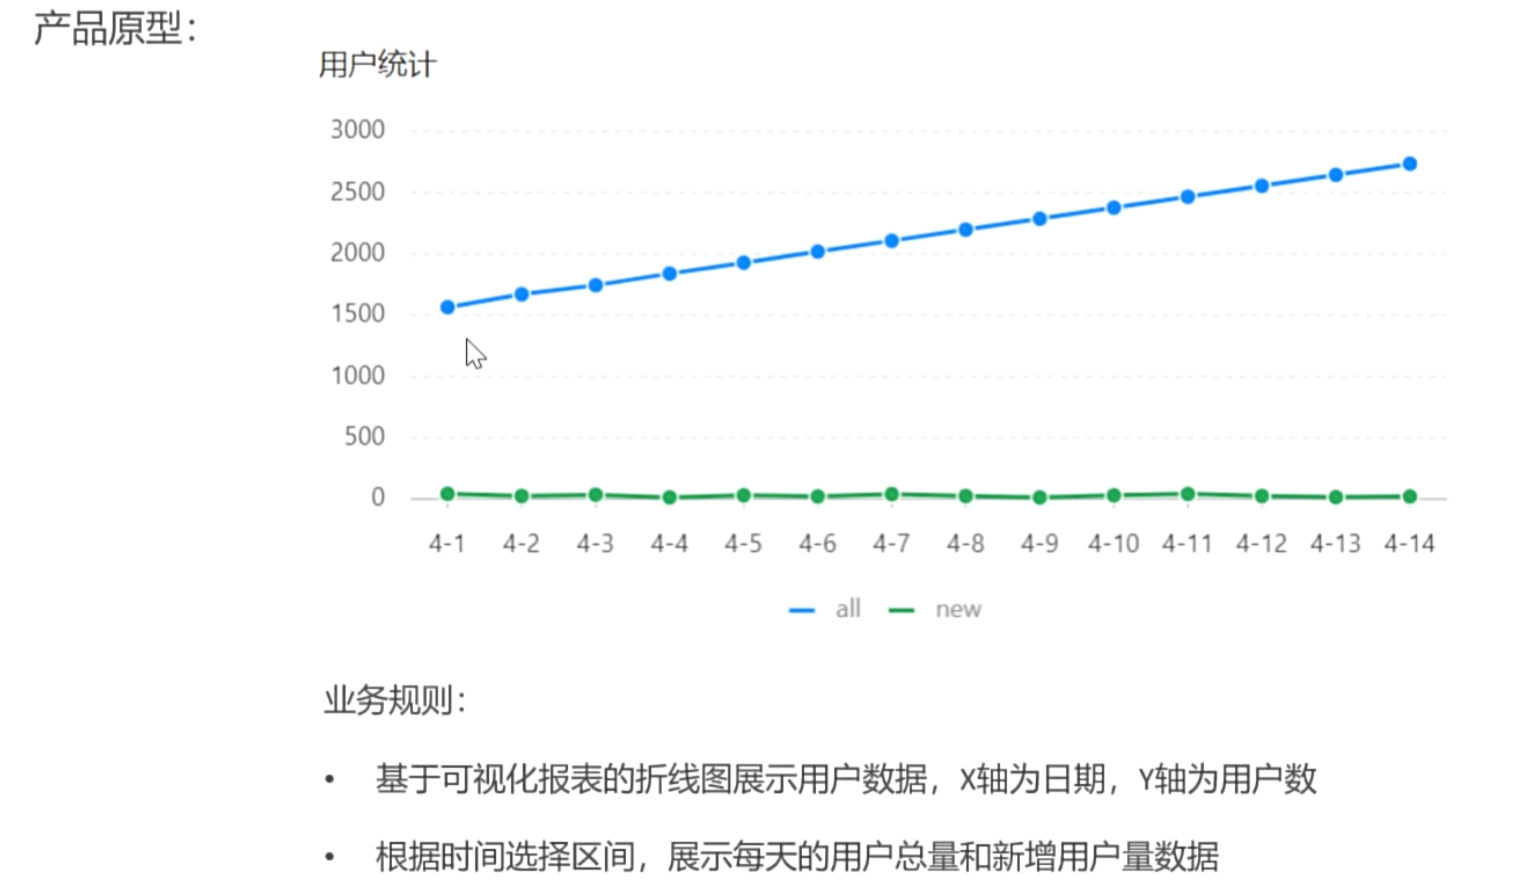 产品原型：
用户统计
3000
2500
2000
1500
1000
500
0
4-1 4-2 4-3 4-4 4-5 4-6 4-7 4-8 4-9 4-10 4-11 4-12 4-13 4-14
all new
业务规则：
• 基于可视化报表的折线图展示用户数据，X轴为日期，Y轴为用户数
• 根据时间选择区间，展示每天的用户总量和新增用户量数据